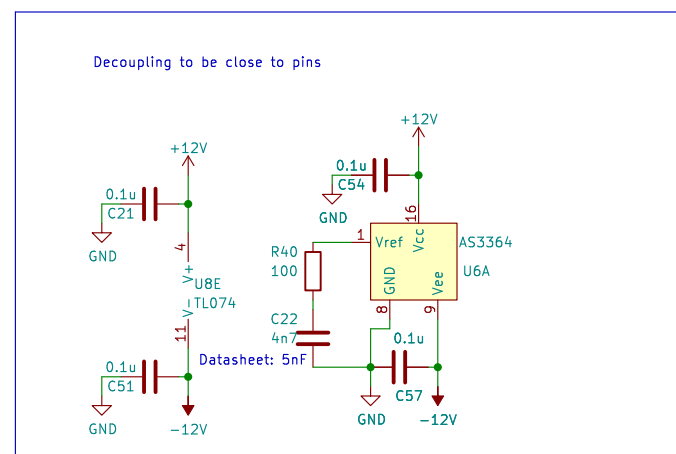 Decoupling to be close to pins
+12V
0.1u
C21
GND
4
V+
U8E
V-
TL074
11
0.1u
C51
GND
-12V
+12V
0.1u
C54
GND
16
1
Vref
Vcc
AS3364
U6A
GND
Vee
8
9
R40
100
C22
4n7
Datasheet: 5nF
0.1u
C57
GND
-12V